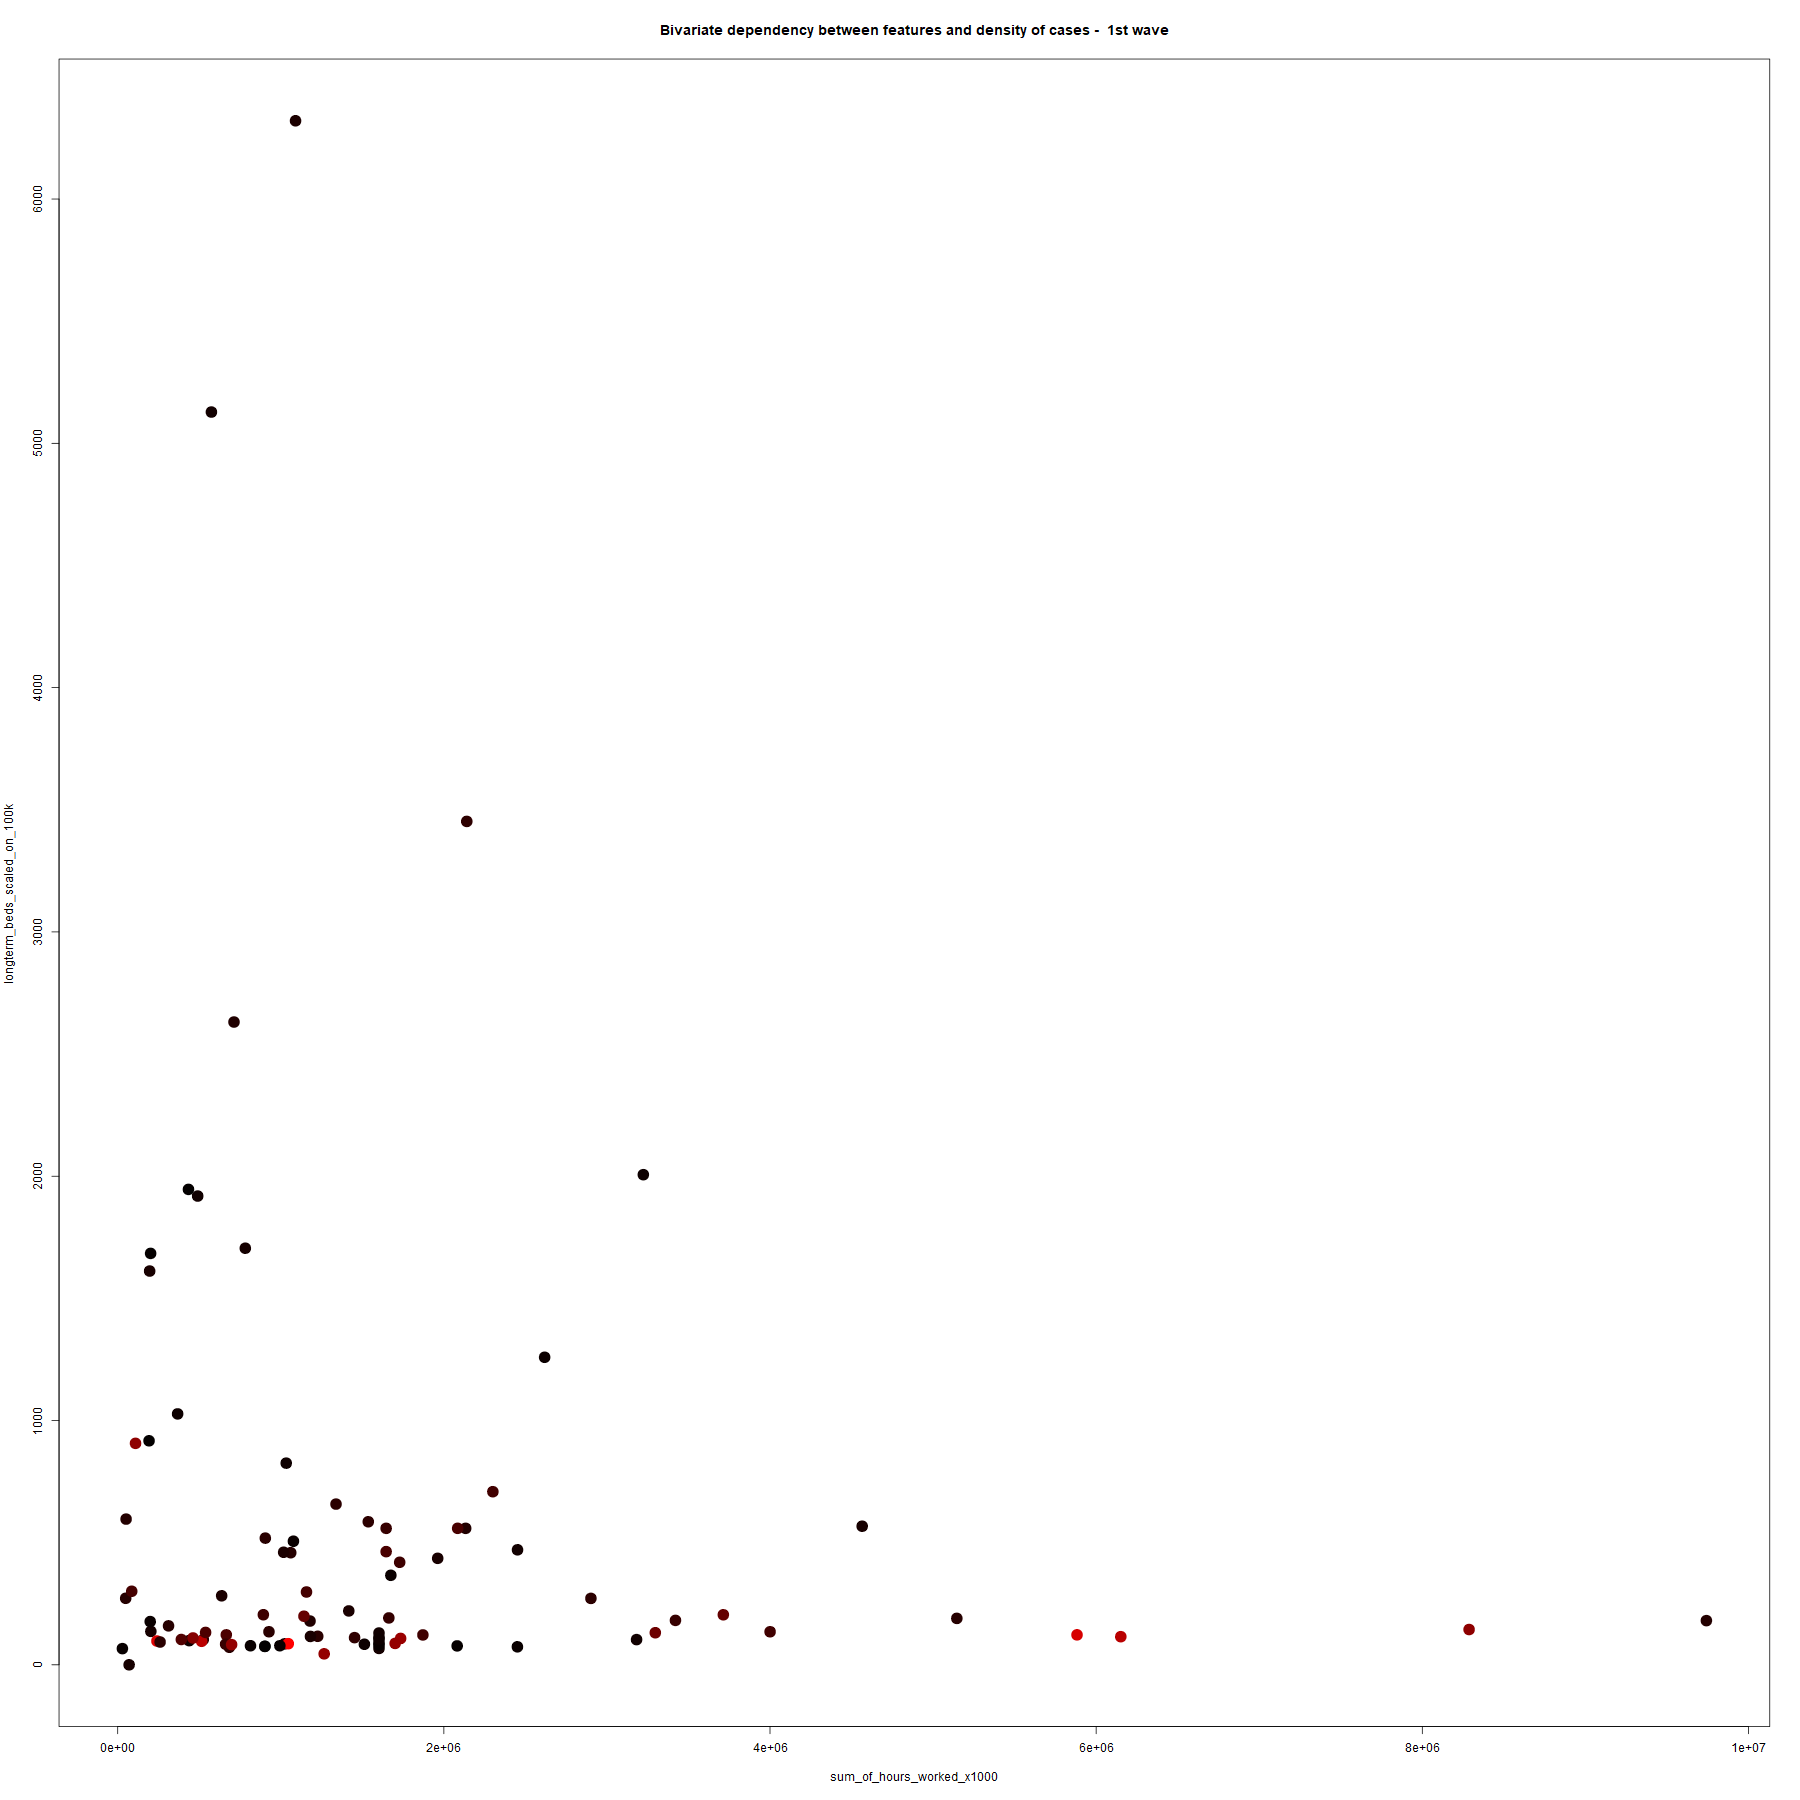 Bivariate dependency between features and density of cases -  1st wave
longterm_beds_scaled_on_100k
6000
5000
4000
3000
2000
1000
0
0e+00 2e+06 4e+06 6e+06 8e+06 1e+07
sum_of_hours_worked_x1000